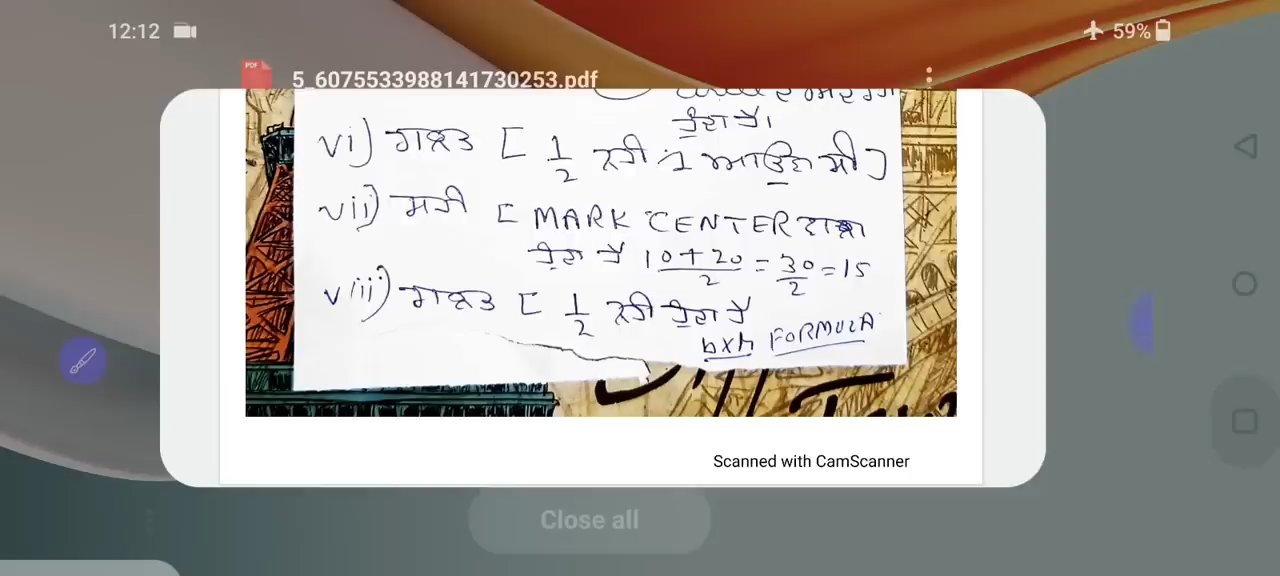 12:12
59%
PDF
5_6075533988141730253.pdf
ਹੁੰਦਾ ਹੈ।
vi) ਗਲਤ [ 1/2 ਨਹੀਂ 1 ਆਉਣਾ ਸੀ ]
vii) ਸਹੀ [ MARK CENTER ਵਾਲਾ
ਹੁੰਦਾ ਹੈ 10+20/2 = 30/2 = 15
viii) ਗਲਤ [ 1/2 ਨਹੀਂ ਹੁੰਦਾ ਹੈ
bxh FORMULA
Scanned with CamScanner
Close all